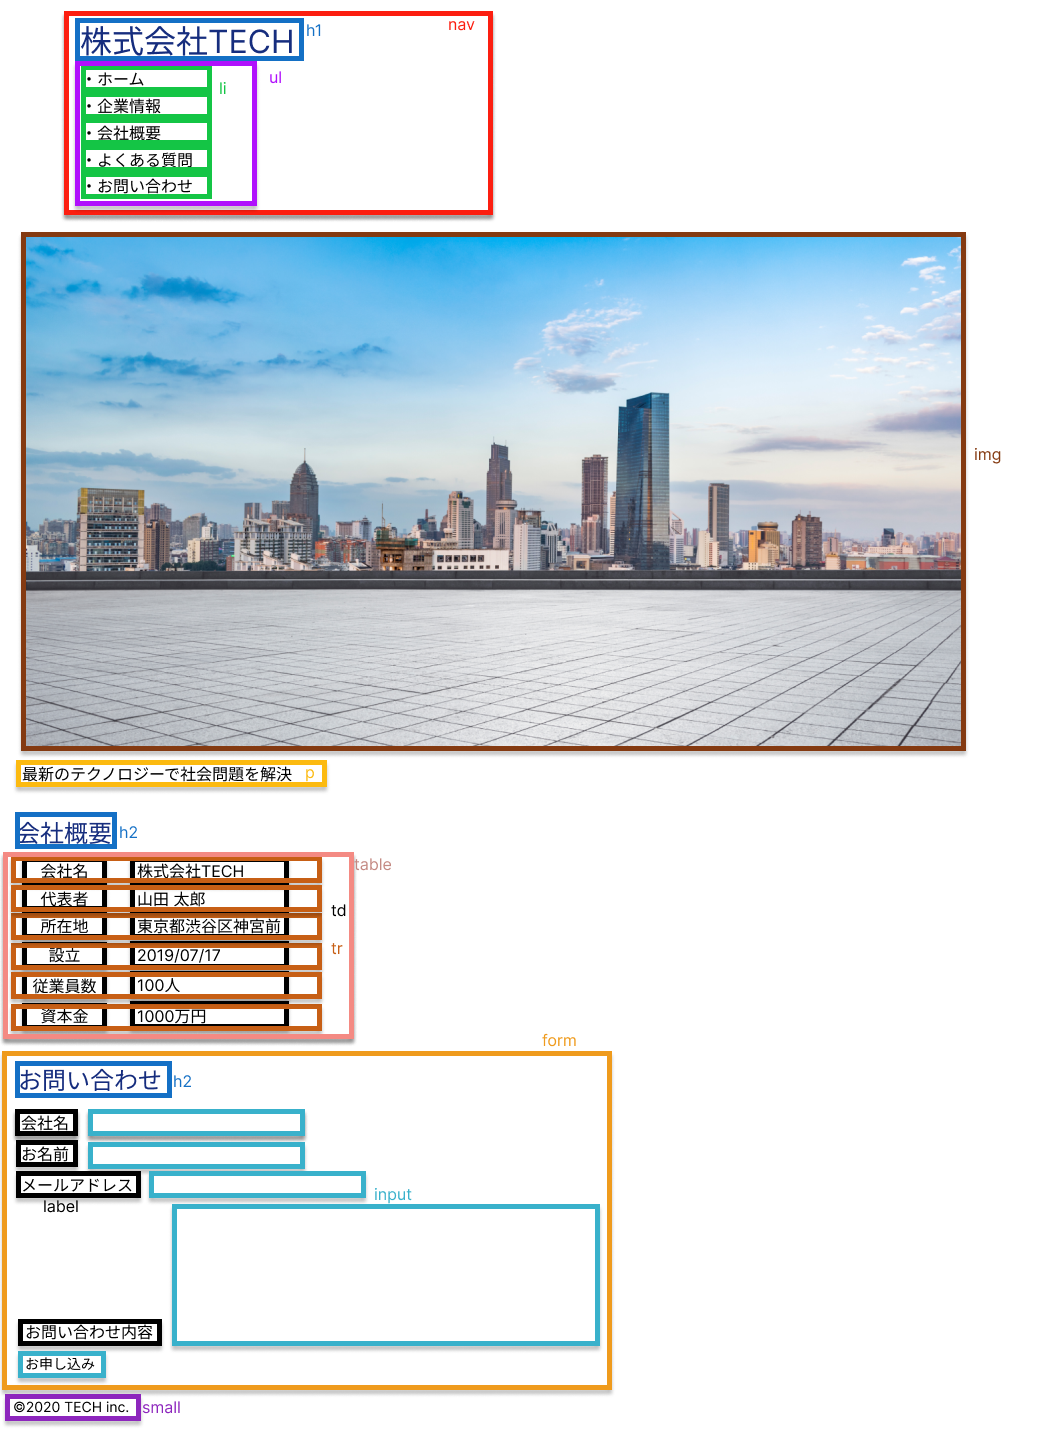 株式会社TECH h1 nav
・ホーム li ul
・企業情報
・会社概要
・よくある質問
・お問い合わせ
img
最新のテクノロジーで社会問題を解決 p
会社概要 h2
table
会社名 株式会社TECH
代表者 山田 太郎
td
所在地 東京都渋谷区神宮前
tr
設立 2019/07/17
従業員数 100人
資本金 1000万円
form
お問い合わせ h2
会社名
お名前
メールアドレス
input
label
お問い合わせ内容
お申し込み
©2020 TECH inc. small